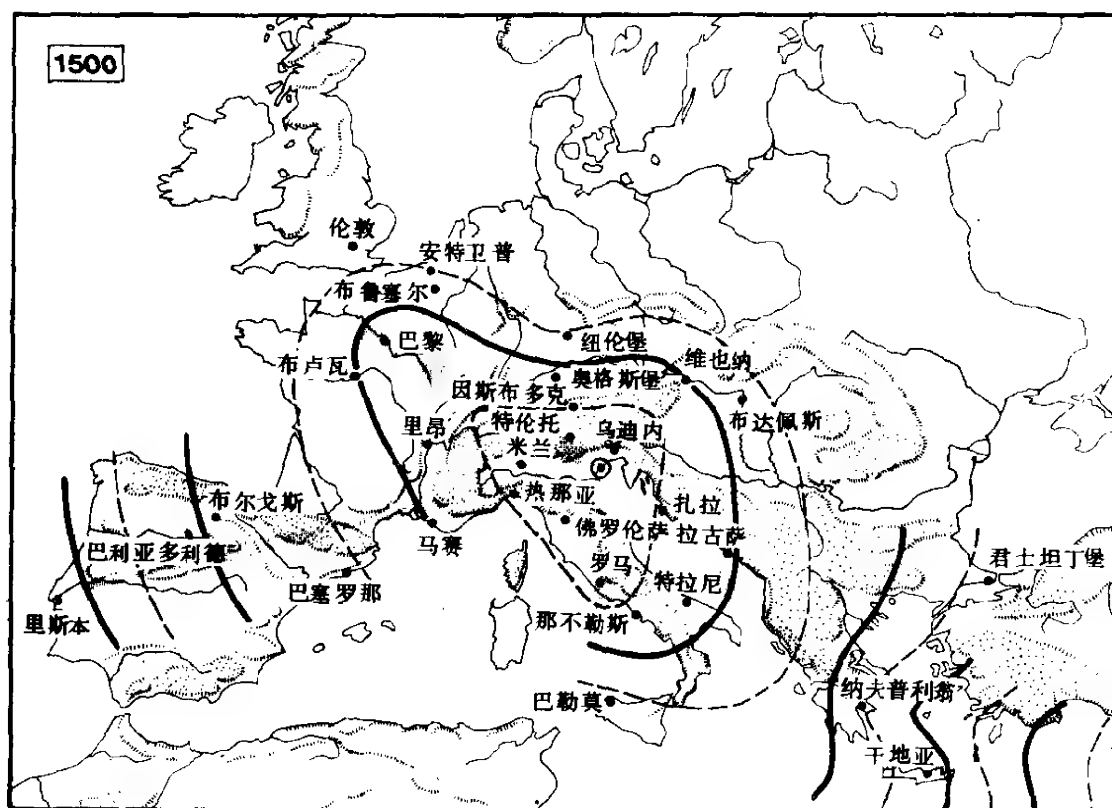 1500
伦敦
安特卫普
布鲁塞尔
巴黎
纽伦堡
布卢瓦
维也纳
奥格斯堡
因斯布多克
布达佩斯
里昂
特伦托
乌迪内
米兰
布尔戈斯
热那亚
扎拉
佛罗伦萨
拉古萨
马赛
巴利亚多利德
君士坦丁堡
巴塞罗那
罗马
特拉尼
里斯本
那不勒斯
巴勒莫
纳夫普利翁
干地亚